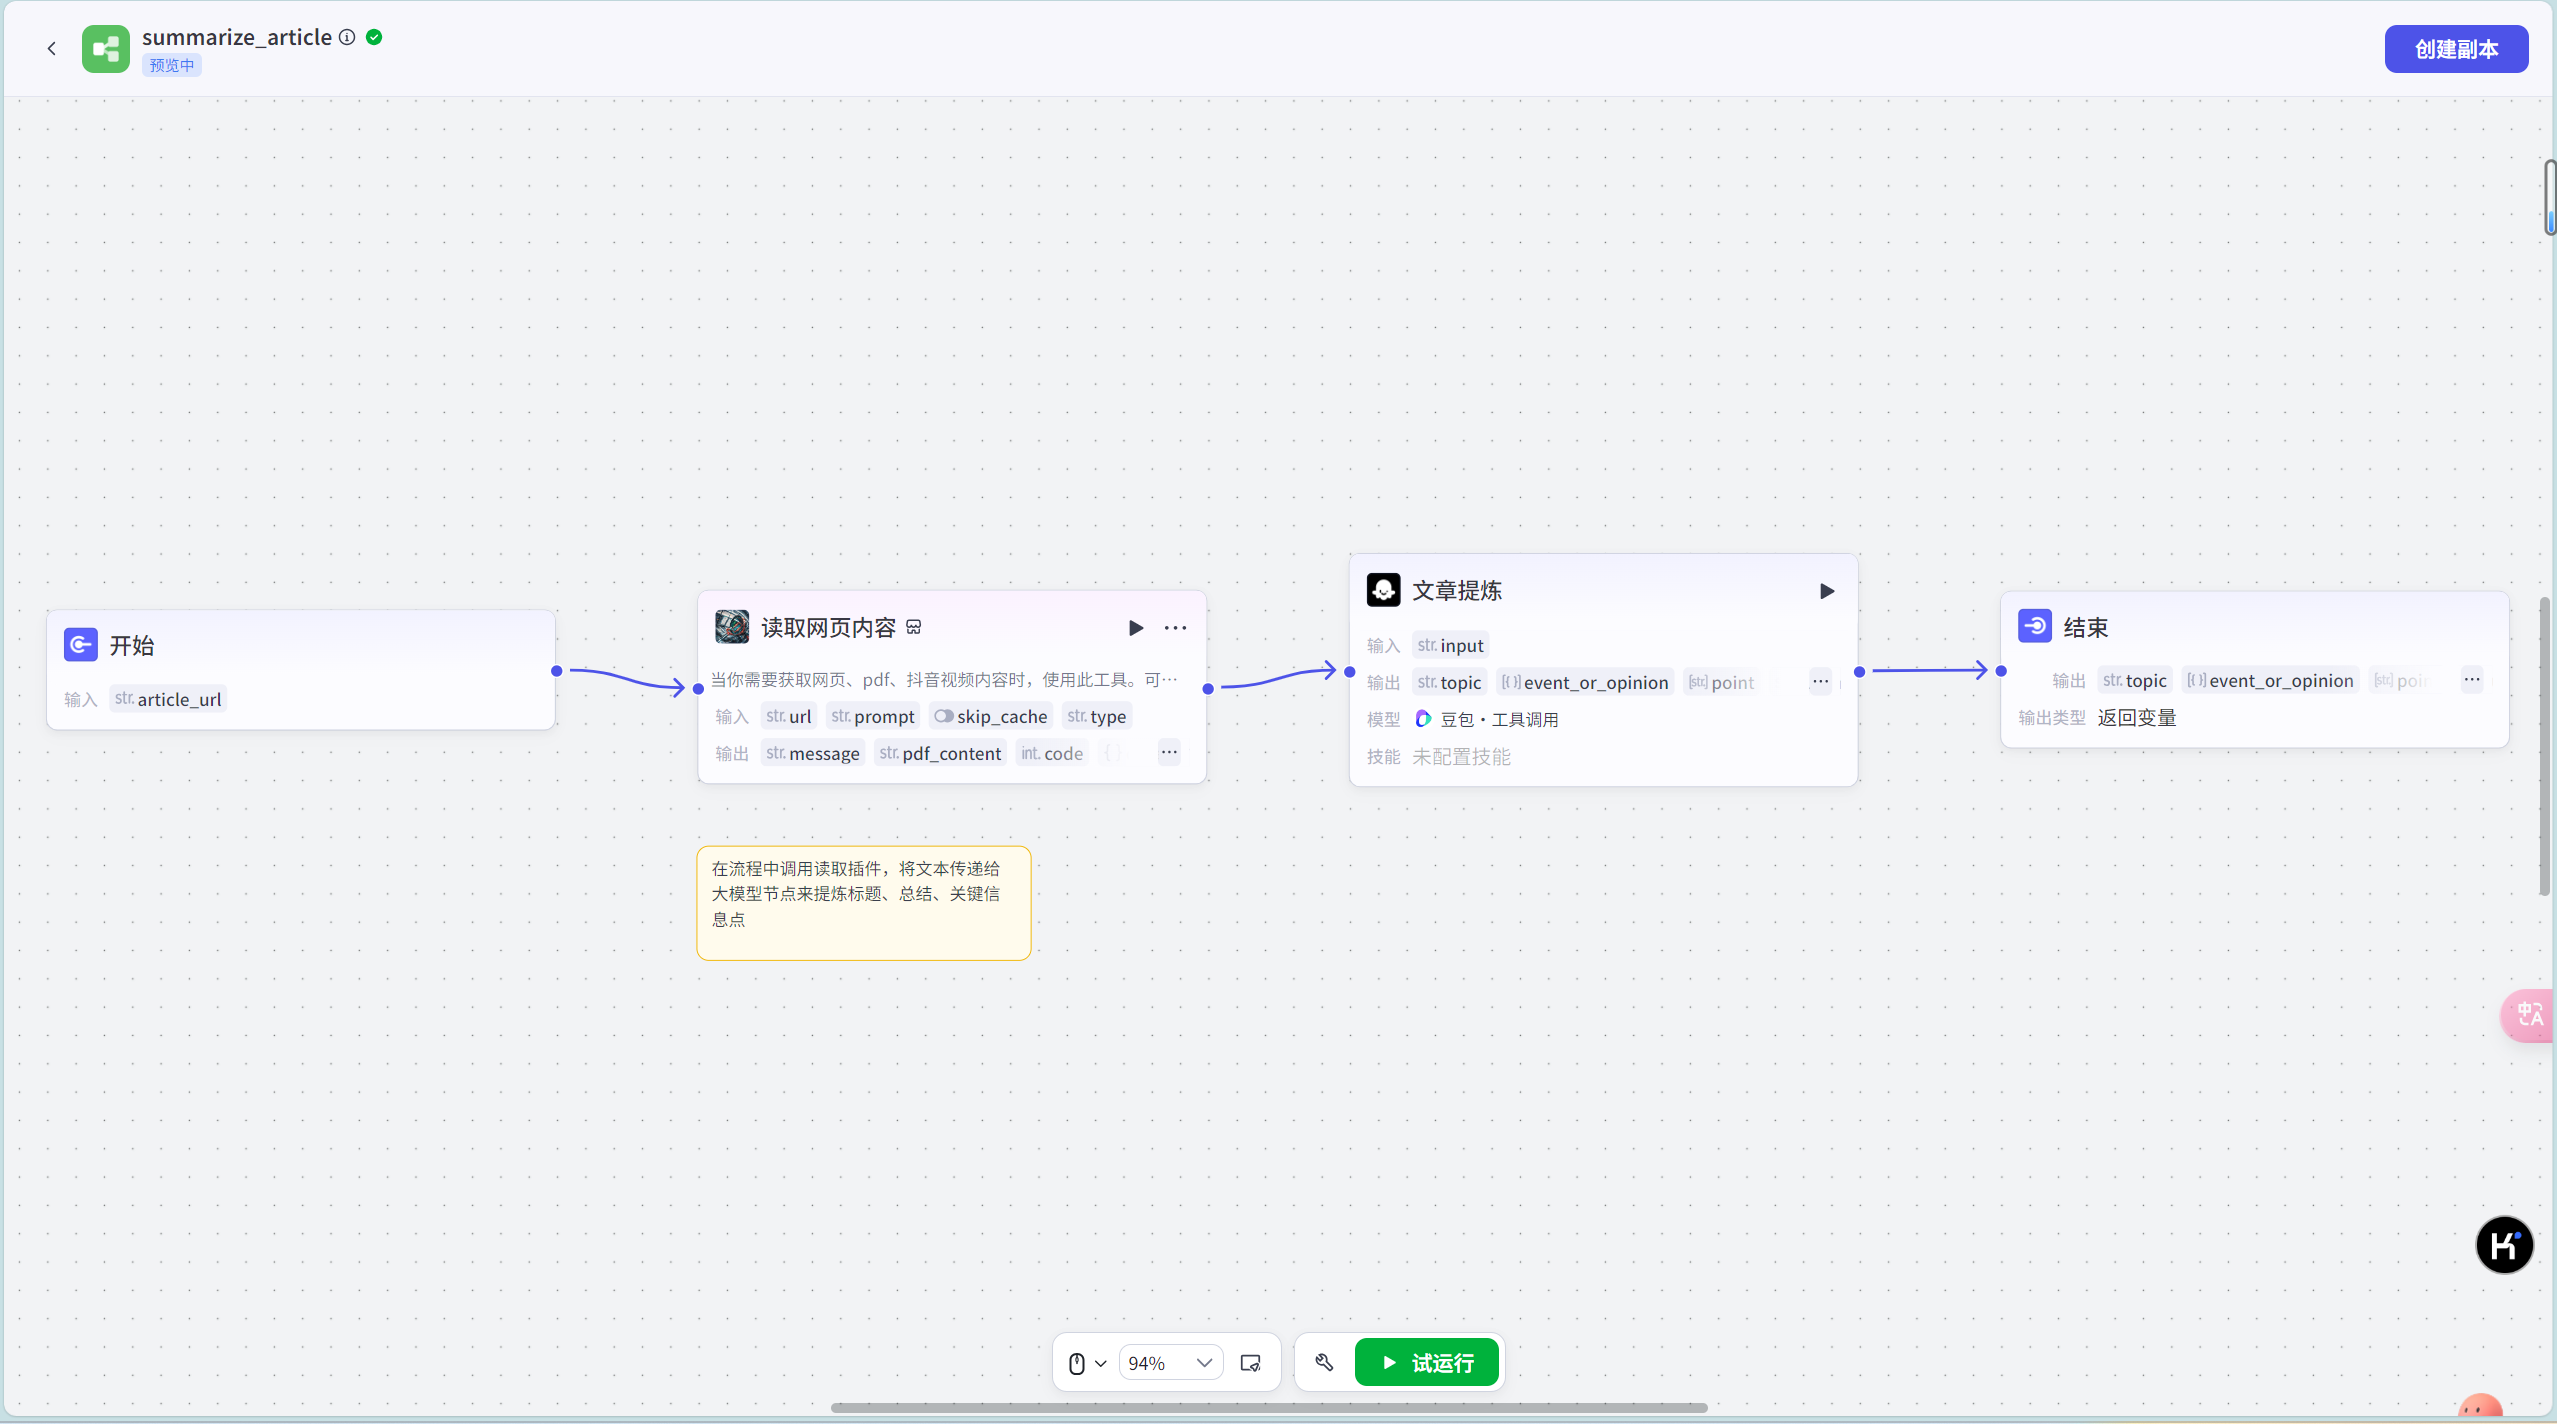 summarize_article
预览中
创建副本
开始
输入 str. article_url
读取网页内容
当你需要获取网页、pdf、抖音视频内容时，使用此工具。可…
输入 str. url str. prompt skip_cache str. type
输出 str. message str. pdf_content int. code
在流程中调用读取插件，将文本传递给
大模型节点来提炼标题、总结、关键信
息点
文章提炼
输入 str. input
输出 str. topic [{}] event_or_opinion [str.] point
模型 豆包·工具调用
技能 未配置技能
结束
输出 str. topic [{}] event_or_opinion [str.]
输出类型 返回变量
94%
试运行